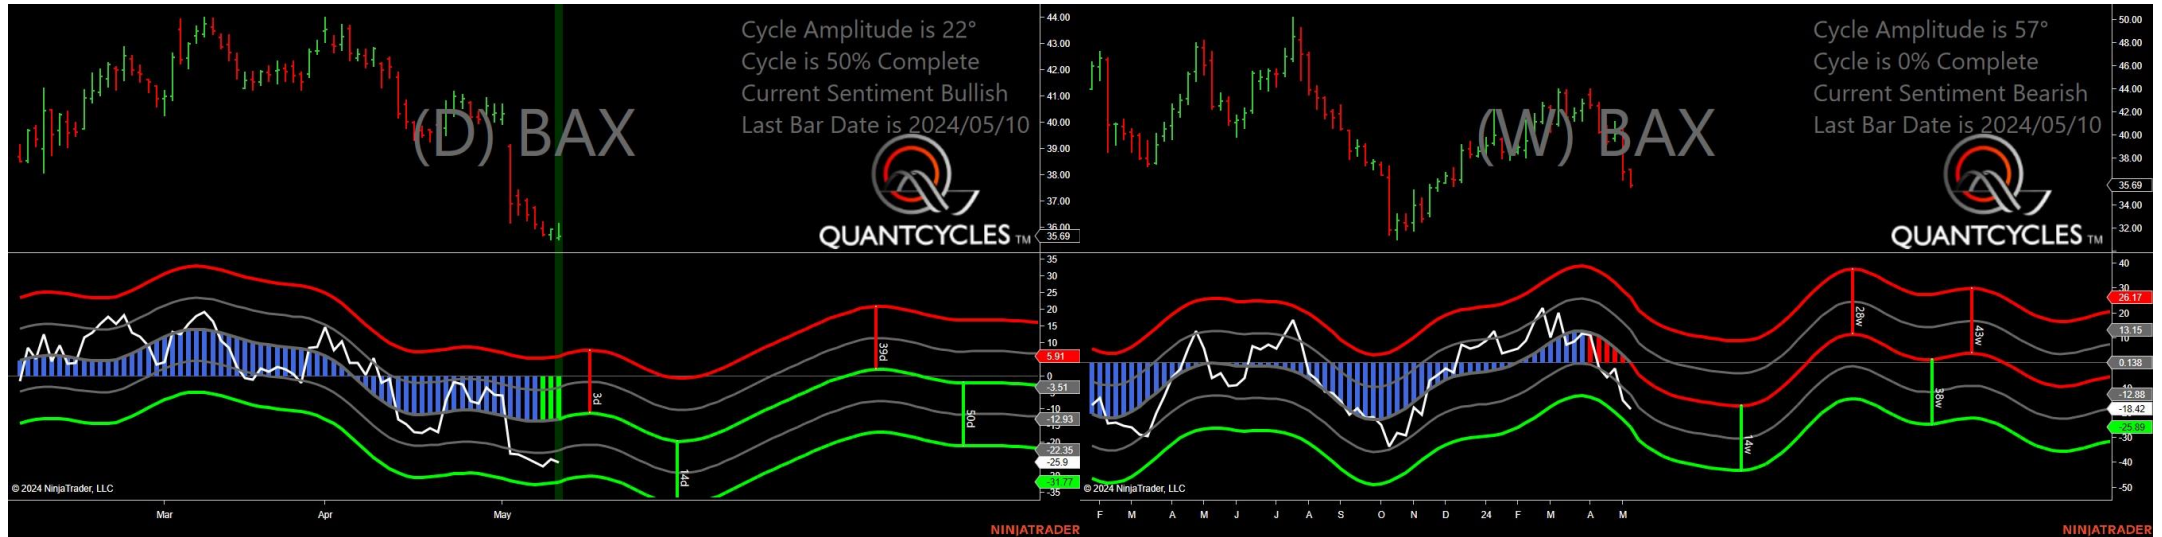 Cycle Amplitude is 22°
Cycle is 50% Complete
Current Sentiment Bullish
Last Bar Date is 2024/05/10
(D) BAX
QUANTCYCLES TM
44.00
43.00
42.00
41.00
40.00
39.00
38.00
37.00
36.00
35.69
35
30
25
20
15
10
5.91
0
-3.51
-10
-12.93
-20
-22.35
-25.9
-31.77
-35
3d
14d
39d
50d
© 2024 NinjaTrader, LLC
Mar
Apr
May
NINJATRADER
Cycle Amplitude is 57°
Cycle is 0% Complete
Current Sentiment Bearish
Last Bar Date is 2024/05/10
(W) BAX
QUANTCYCLES TM
50.00
48.00
46.00
44.00
42.00
40.00
38.00
35.69
34.00
32.00
40
30
26.17
20
13.15
10
0.138
-10
-12.88
-18.42
-25.89
-30
-40
-50
14w
28w
38w
43w
© 2024 NinjaTrader, LLC
F M A M J J A S O N D 24 F M A M
NINJATRADER